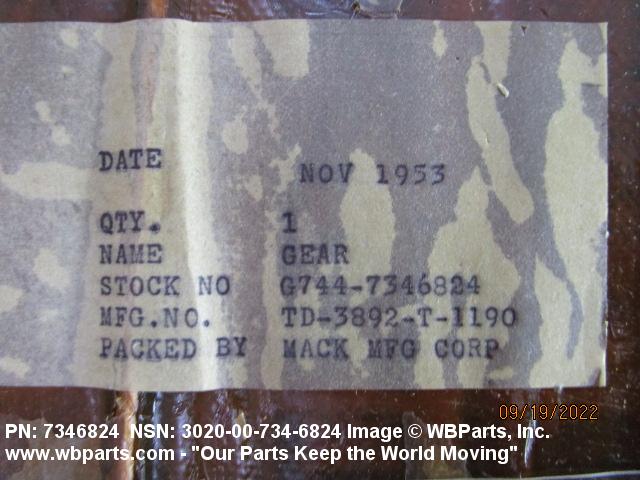 DATE NOV 1953
QTY. 1
NAME GEAR
STOCK NO G744-7346824
MFG.NO. TD-3892-T-1190
PACKED BY MACK MFG CORP
09/19/2022
PN: 7346824 NSN: 3020-00-734-6824 Image © WBParts, Inc.
www.wbparts.com - "Our Parts Keep the World Moving"